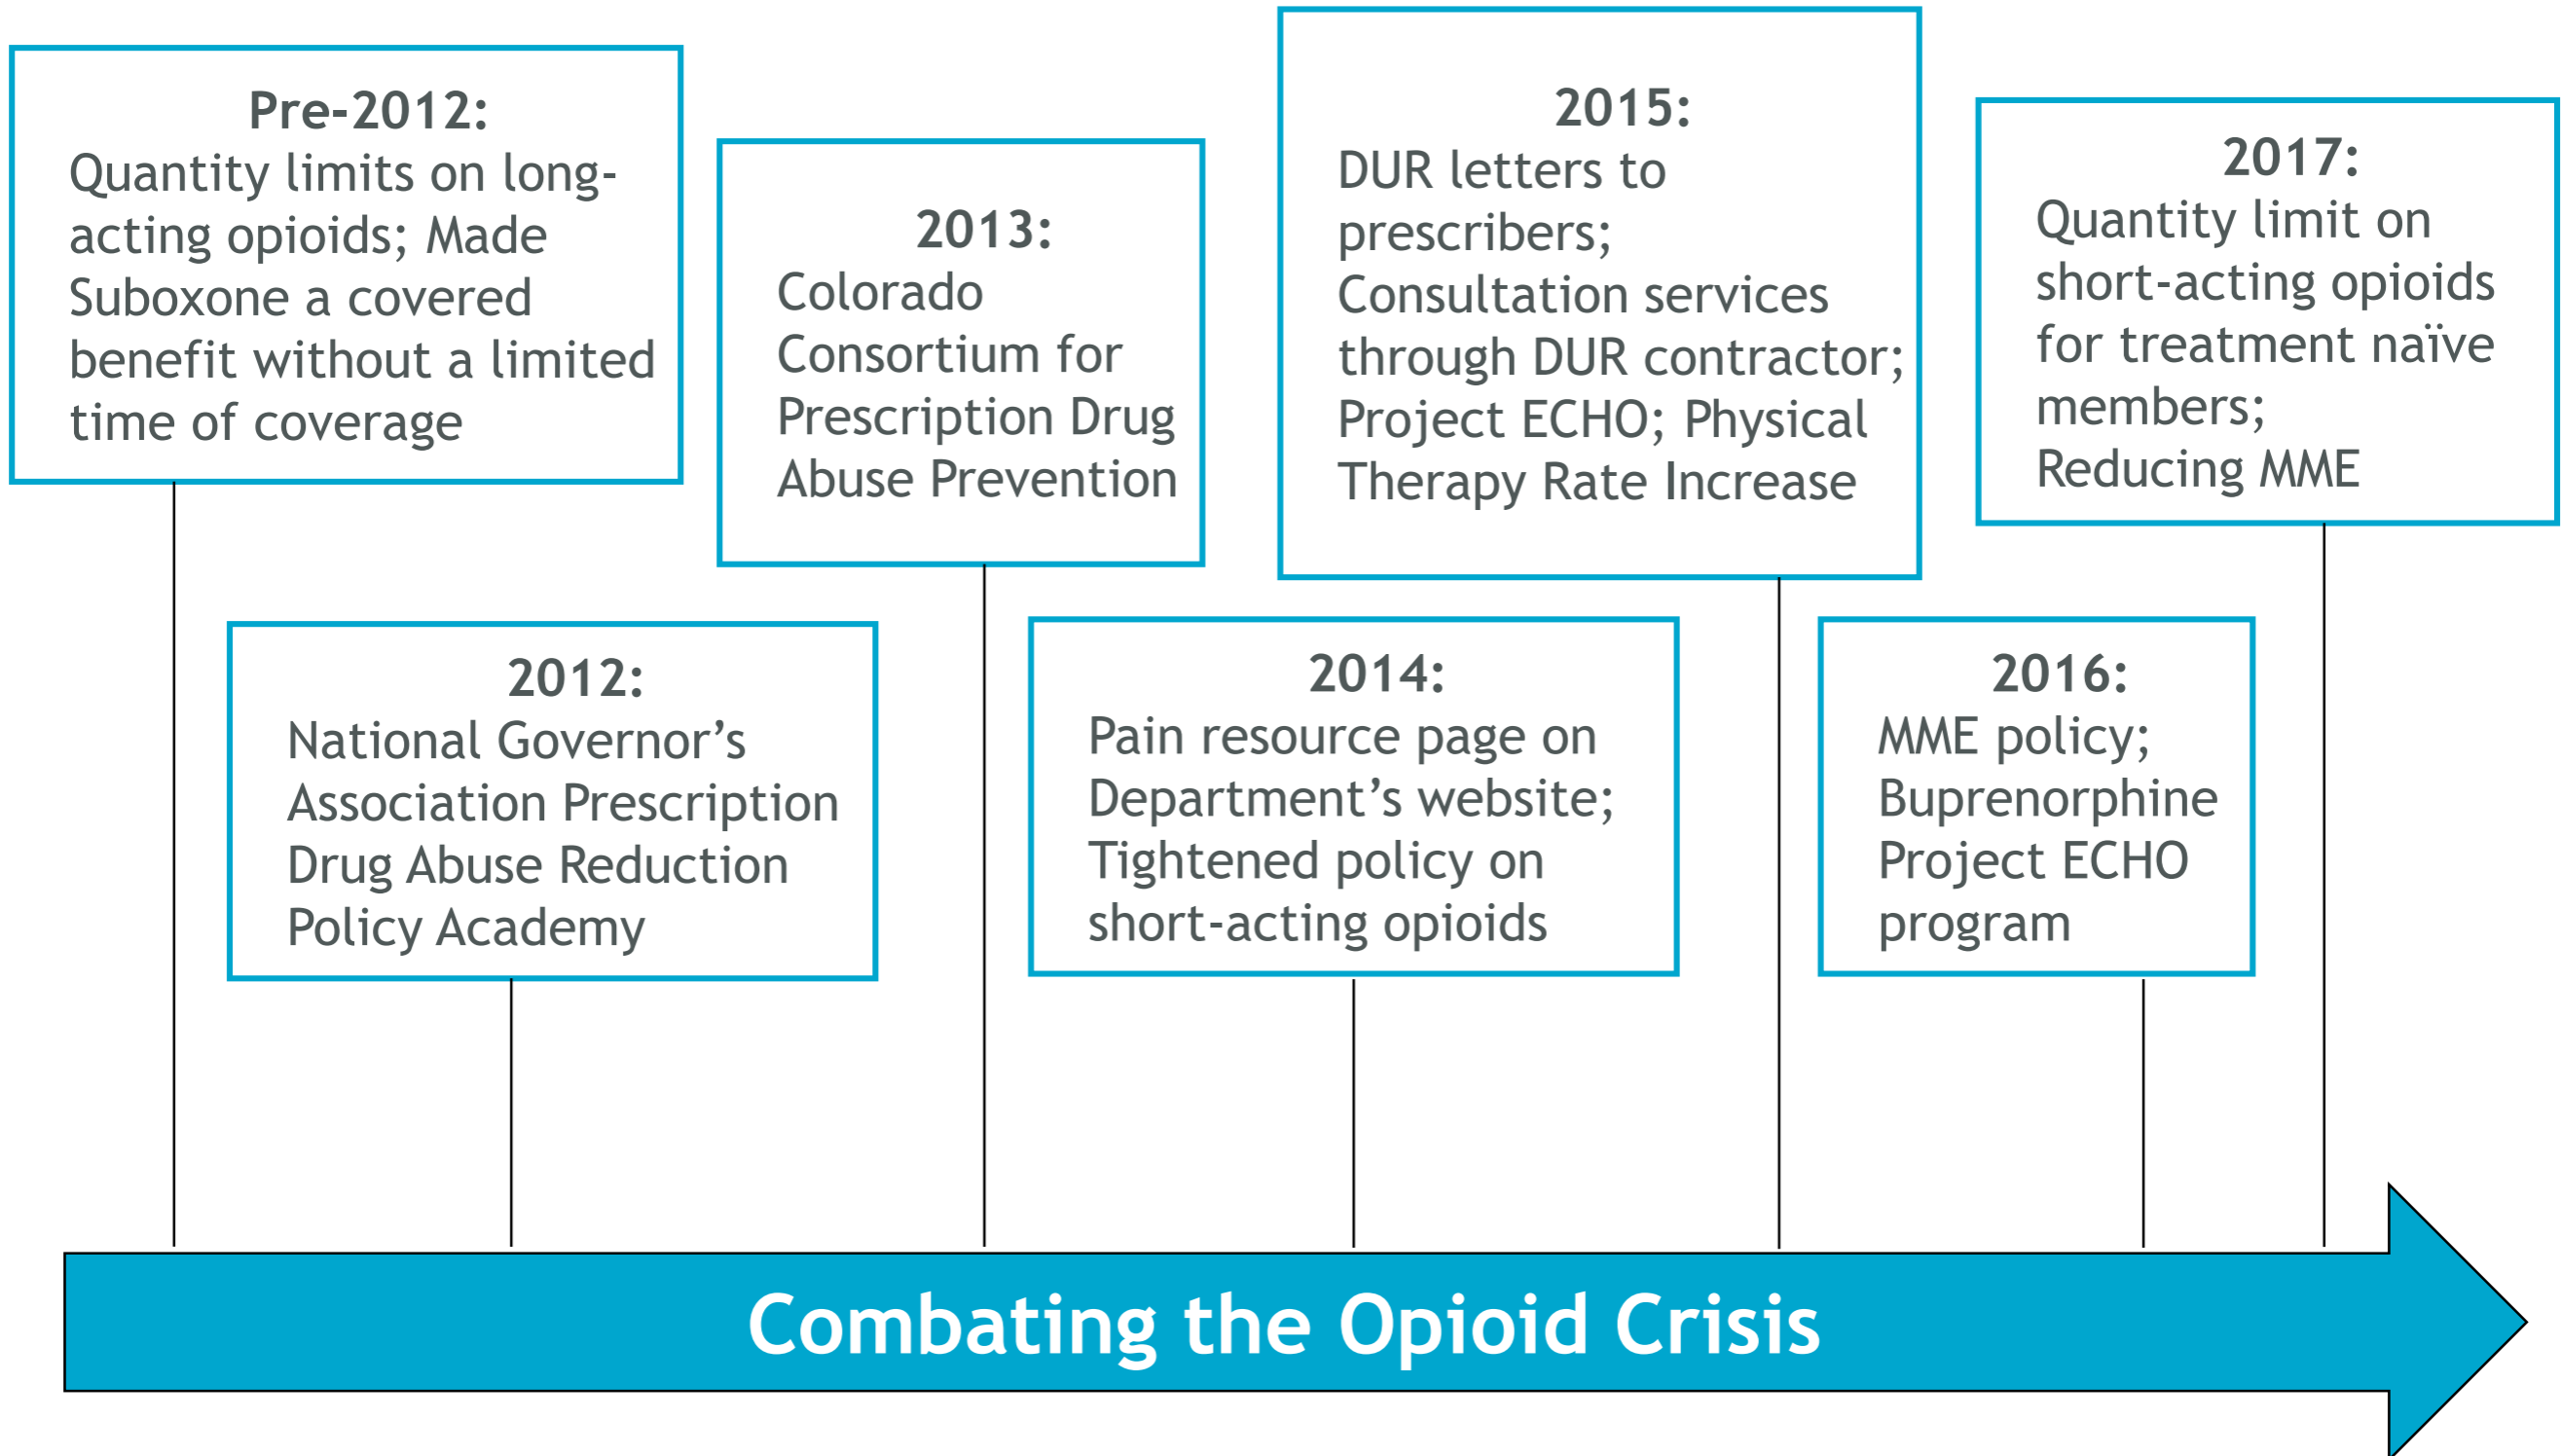 Pre-2012:
Quantity limits on long-
acting opioids; Made
Suboxone a covered
benefit without a limited
time of coverage
2012:
National Governor’s
Association Prescription
Drug Abuse Reduction
Policy Academy
2013:
Colorado
Consortium for
Prescription Drug
Abuse Prevention
2014:
Pain resource page on
Department’s website;
Tightened policy on
short-acting opioids
2015:
DUR letters to
prescribers;
Consultation services
through DUR contractor;
Project ECHO; Physical
Therapy Rate Increase
2016:
MME policy;
Buprenorphine
Project ECHO
program
2017:
Quantity limit on
short-acting opioids
for treatment naïve
members;
Reducing MME
Combating the Opioid Crisis